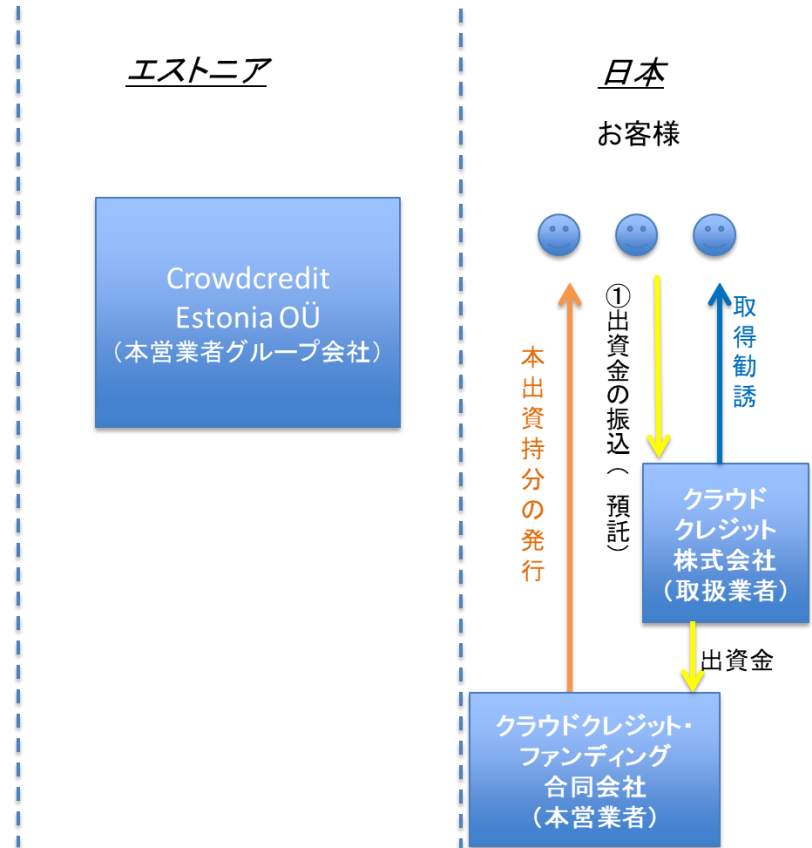 エストニア
日本
お客様
Crowdcredit
Estonia OÜ
（本営業者グループ会社）
本出資持分の発行
①出資金の振込（ 預託）
取得勧誘
クラウド
クレジット
株式会社
（取扱業者）
出資金
クラウドクレジット・
ファンディング
合同会社
（本営業者）